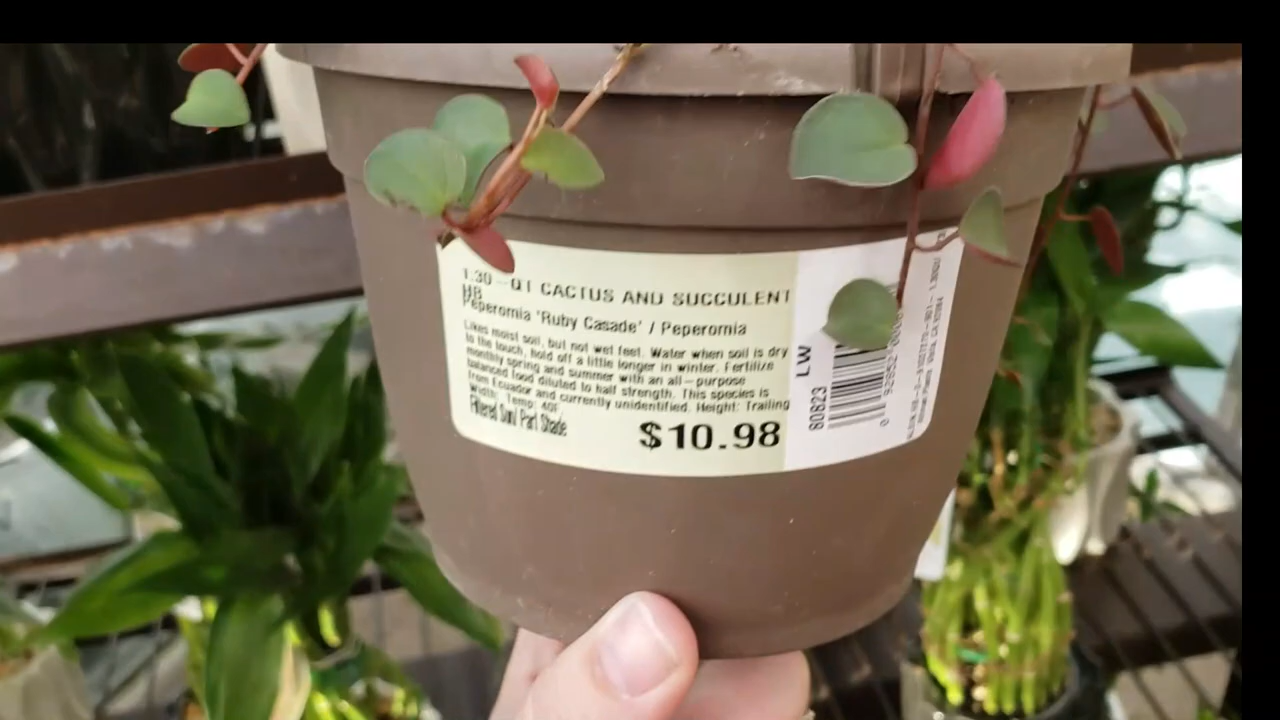 1.30-QT CACTUS AND SUCCULENT
HB
Peperomia 'Ruby Casade' / Peperomia
Likes moist soil, but not wet feet. Water when soil is dry
to the touch, hold off a little longer in winter. Fertilize
monthly spring and summer with an all-purpose
balanced food diluted to half strength. This species is
from Ecuador and currently unidentified. Height: Trailing
Width: Temp: 40F
Filtered Sun/ Part Shade
$10.98
60623
LW
0 92952